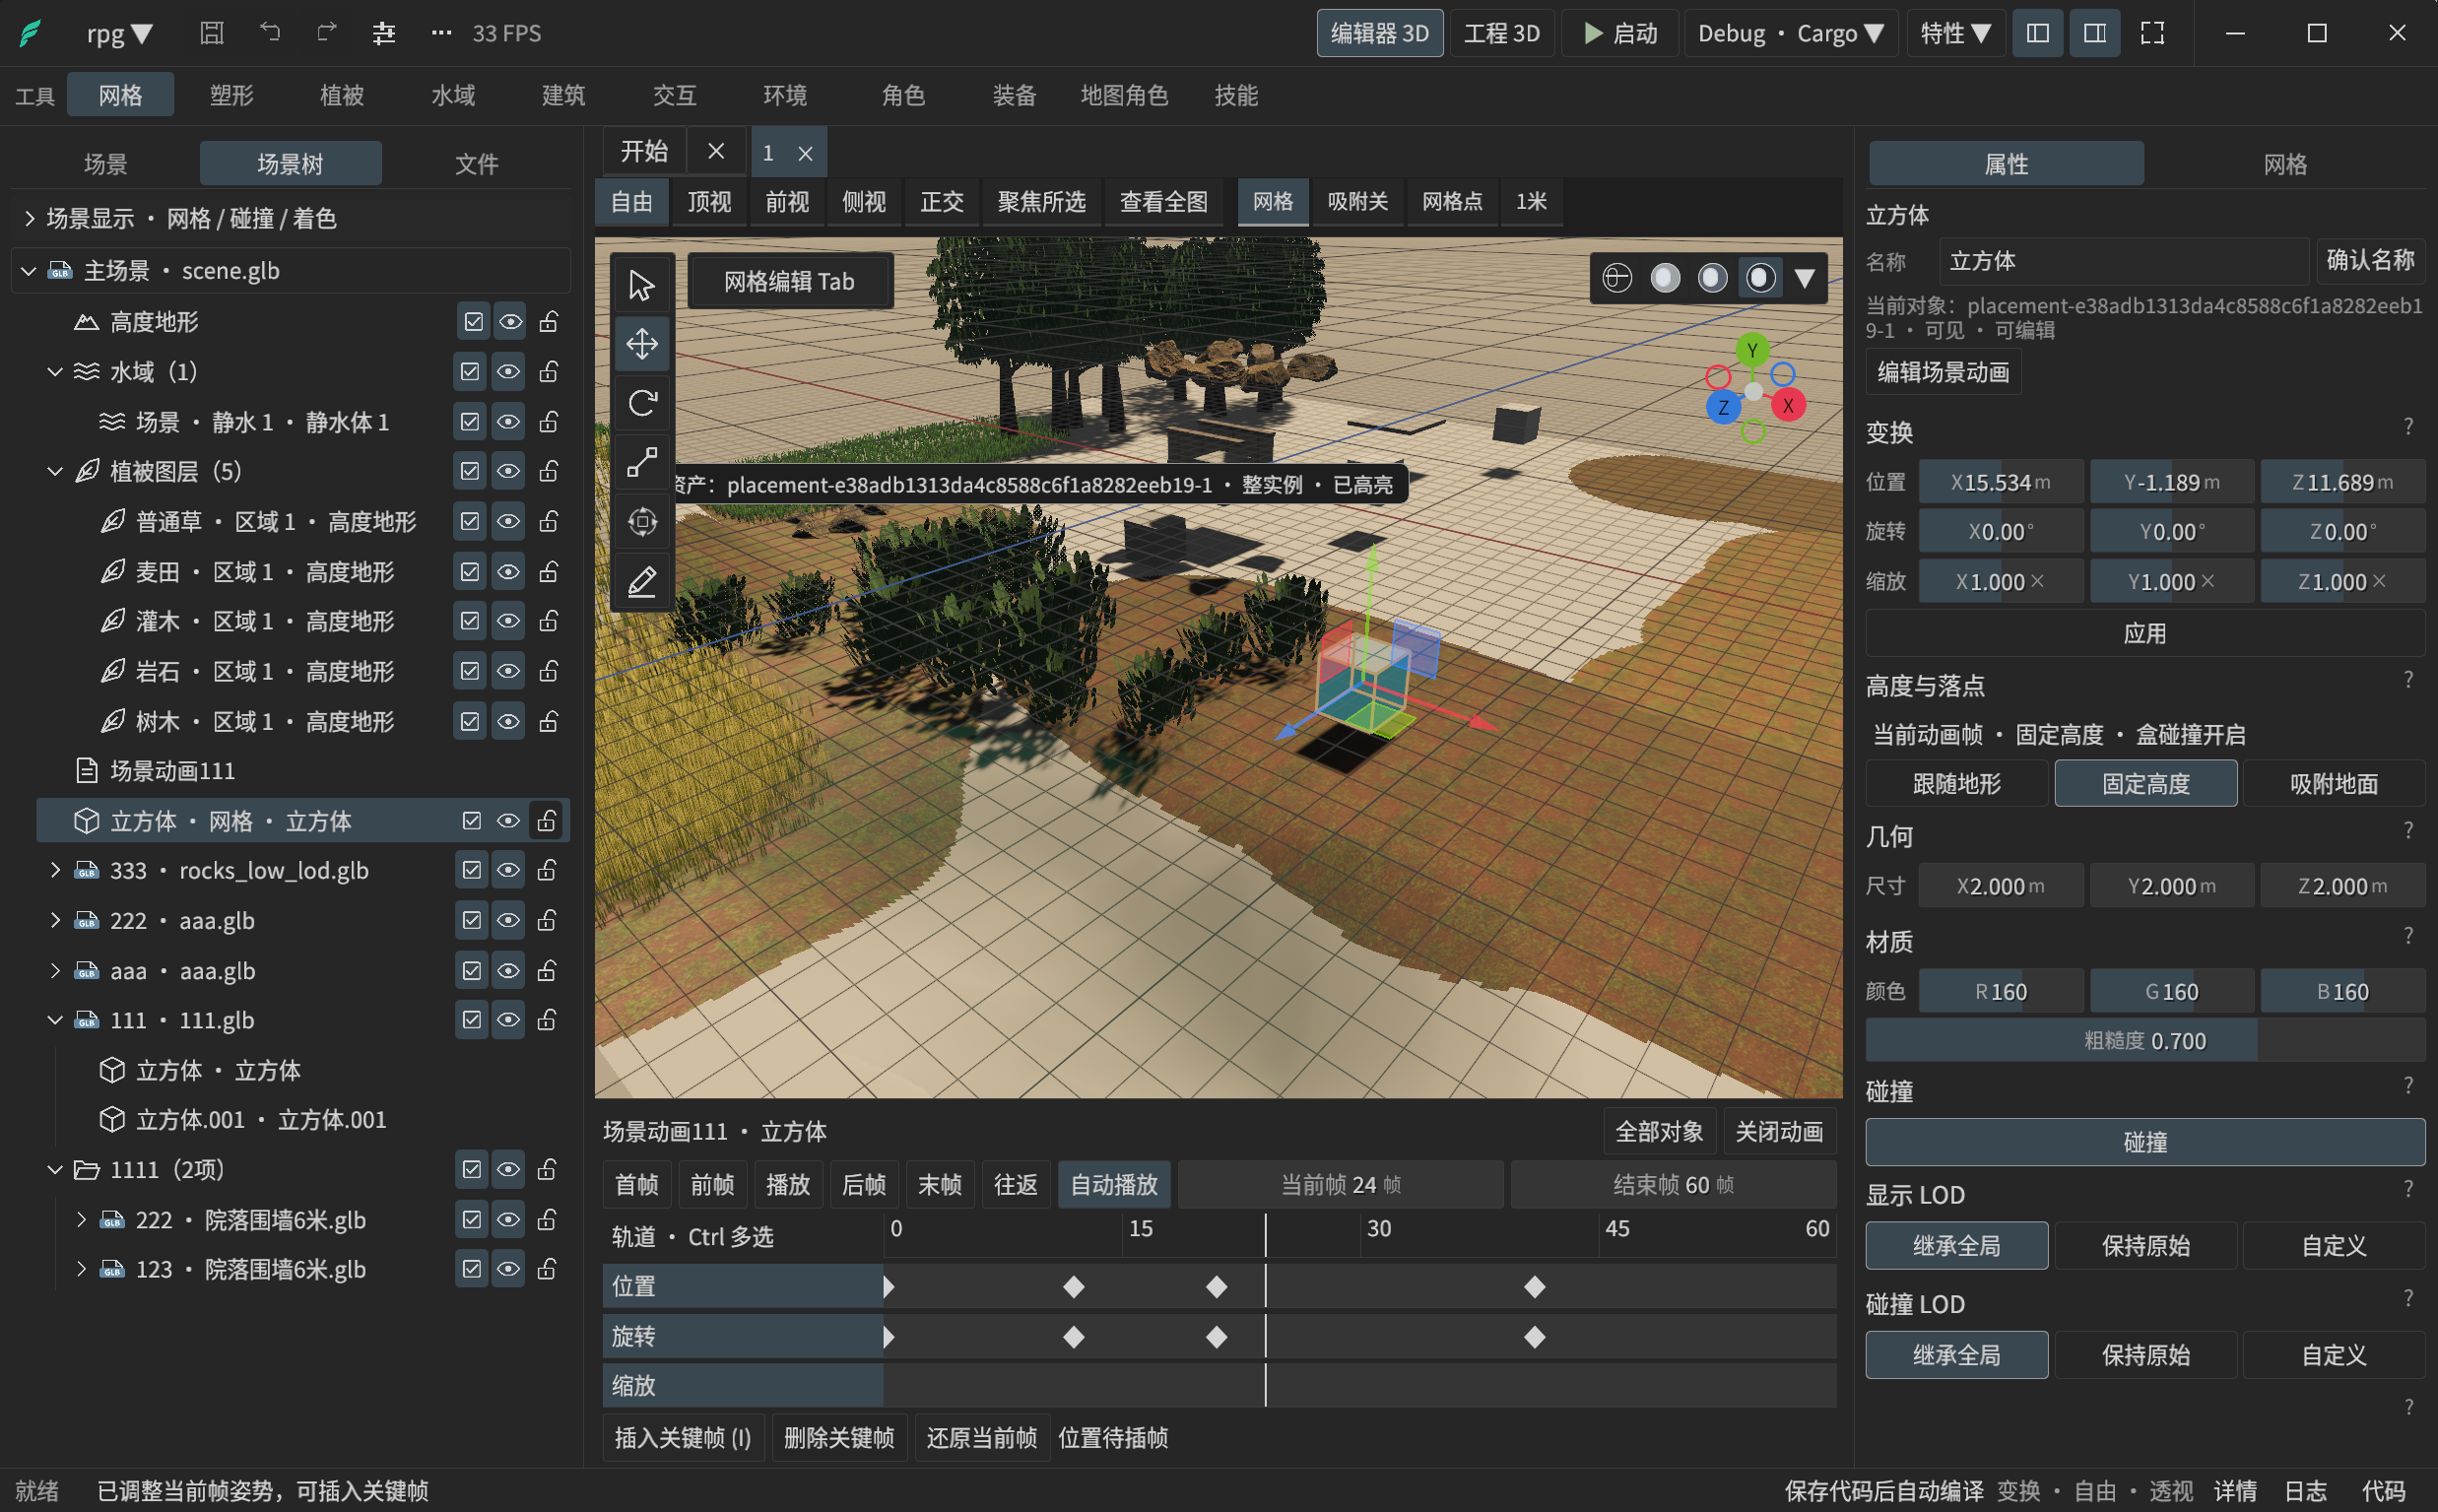 rpg ▼ ··· 33 FPS 编辑器 3D 工程 3D 启动 Debug • Cargo ▼ 特性 ▼
工具 网格 塑形 植被 水域 建筑 交互 环境 角色 装备 地图角色 技能
场景 场景树 文件
场景显示 • 网格 / 碰撞 / 着色
主场景 • scene.glb
高度地形
水域（1）
场景 • 静水 1 • 静水体 1
植被图层（5）
普通草 • 区域 1 • 高度地形
麦田 • 区域 1 • 高度地形
灌木 • 区域 1 • 高度地形
岩石 • 区域 1 • 高度地形
树木 • 区域 1 • 高度地形
场景动画111
立方体 • 网格 • 立方体
GLB 333 • rocks_low_lod.glb
GLB 222 • aaa.glb
GLB aaa • aaa.glb
GLB 111 • 111.glb
立方体 • 立方体
立方体.001 • 立方体.001
1111（2项）
GLB 222 • 院落围墙6米.glb
GLB 123 • 院落围墙6米.glb
开始 1
自由 顶视 前视 侧视 正交 聚焦所选 查看全图 网格 吸附关 网格点 1米
网格编辑 Tab
Y
Z X
资产：placement-e38adb1313da4c8588c6f1a8282eeb19-1 • 整实例 • 已高亮
场景动画111 • 立方体 全部对象 关闭动画
首帧 前帧 播放 后帧 末帧 往返 自动播放 当前帧 24 帧 结束帧 60 帧
轨道 • Ctrl 多选 0 15 30 45 60
位置
旋转
缩放
插入关键帧 (I) 删除关键帧 还原当前帧 位置待插帧
属性 网格
立方体
名称 立方体 确认名称
当前对象：placement-e38adb1313da4c8588c6f1a8282eeb1
9-1 • 可见 • 可编辑
编辑场景动画
变换 ?
位置 X 15.534 m Y -1.189 m Z 11.689 m
旋转 X 0.00 ° Y 0.00 ° Z 0.00 °
缩放 X 1.000 × Y 1.000 × Z 1.000 ×
应用
高度与落点 ?
当前动画帧 • 固定高度 • 盒碰撞开启
跟随地形 固定高度 吸附地面
几何 ?
尺寸 X 2.000 m Y 2.000 m Z 2.000 m
材质 ?
颜色 R 160 G 160 B 160
粗糙度 0.700
碰撞 ?
碰撞
显示 LOD ?
继承全局 保持原始 自定义
碰撞 LOD ?
继承全局 保持原始 自定义
?
就绪 已调整当前帧姿势，可插入关键帧 保存代码后自动编译 变换 • 自由 • 透视 详情 日志 代码